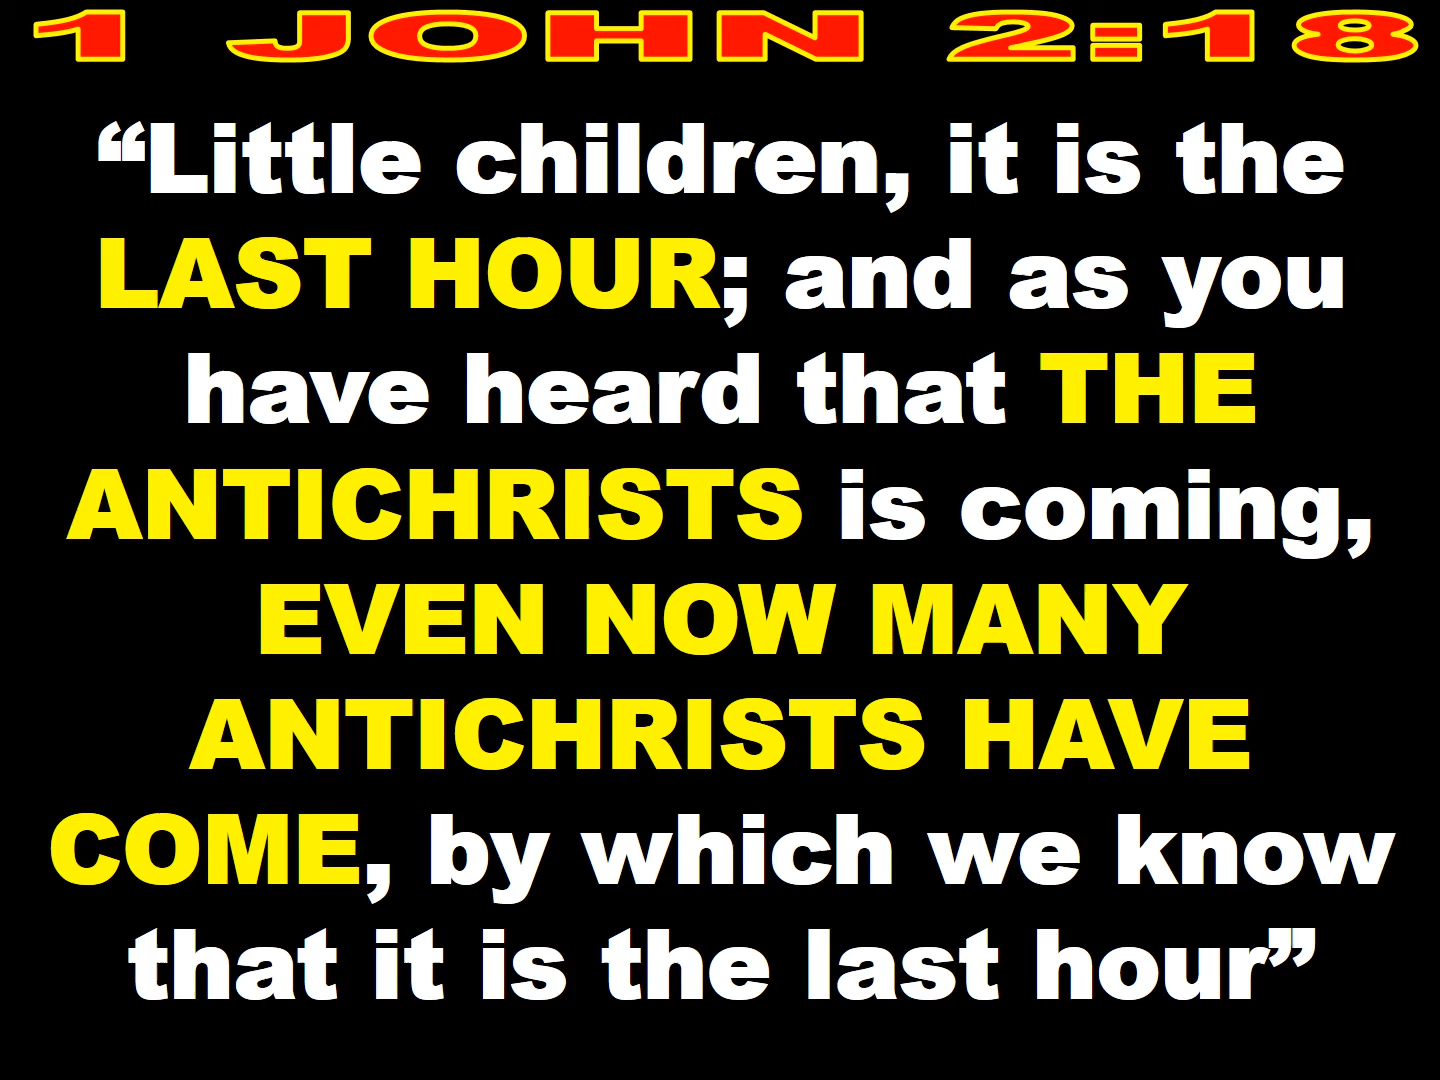 1 JOHN 2:18
“Little children, it is the
LAST HOUR; and as you
have heard that THE
ANTICHRISTS is coming,
EVEN NOW MANY
ANTICHRISTS HAVE
COME, by which we know
that it is the last hour”